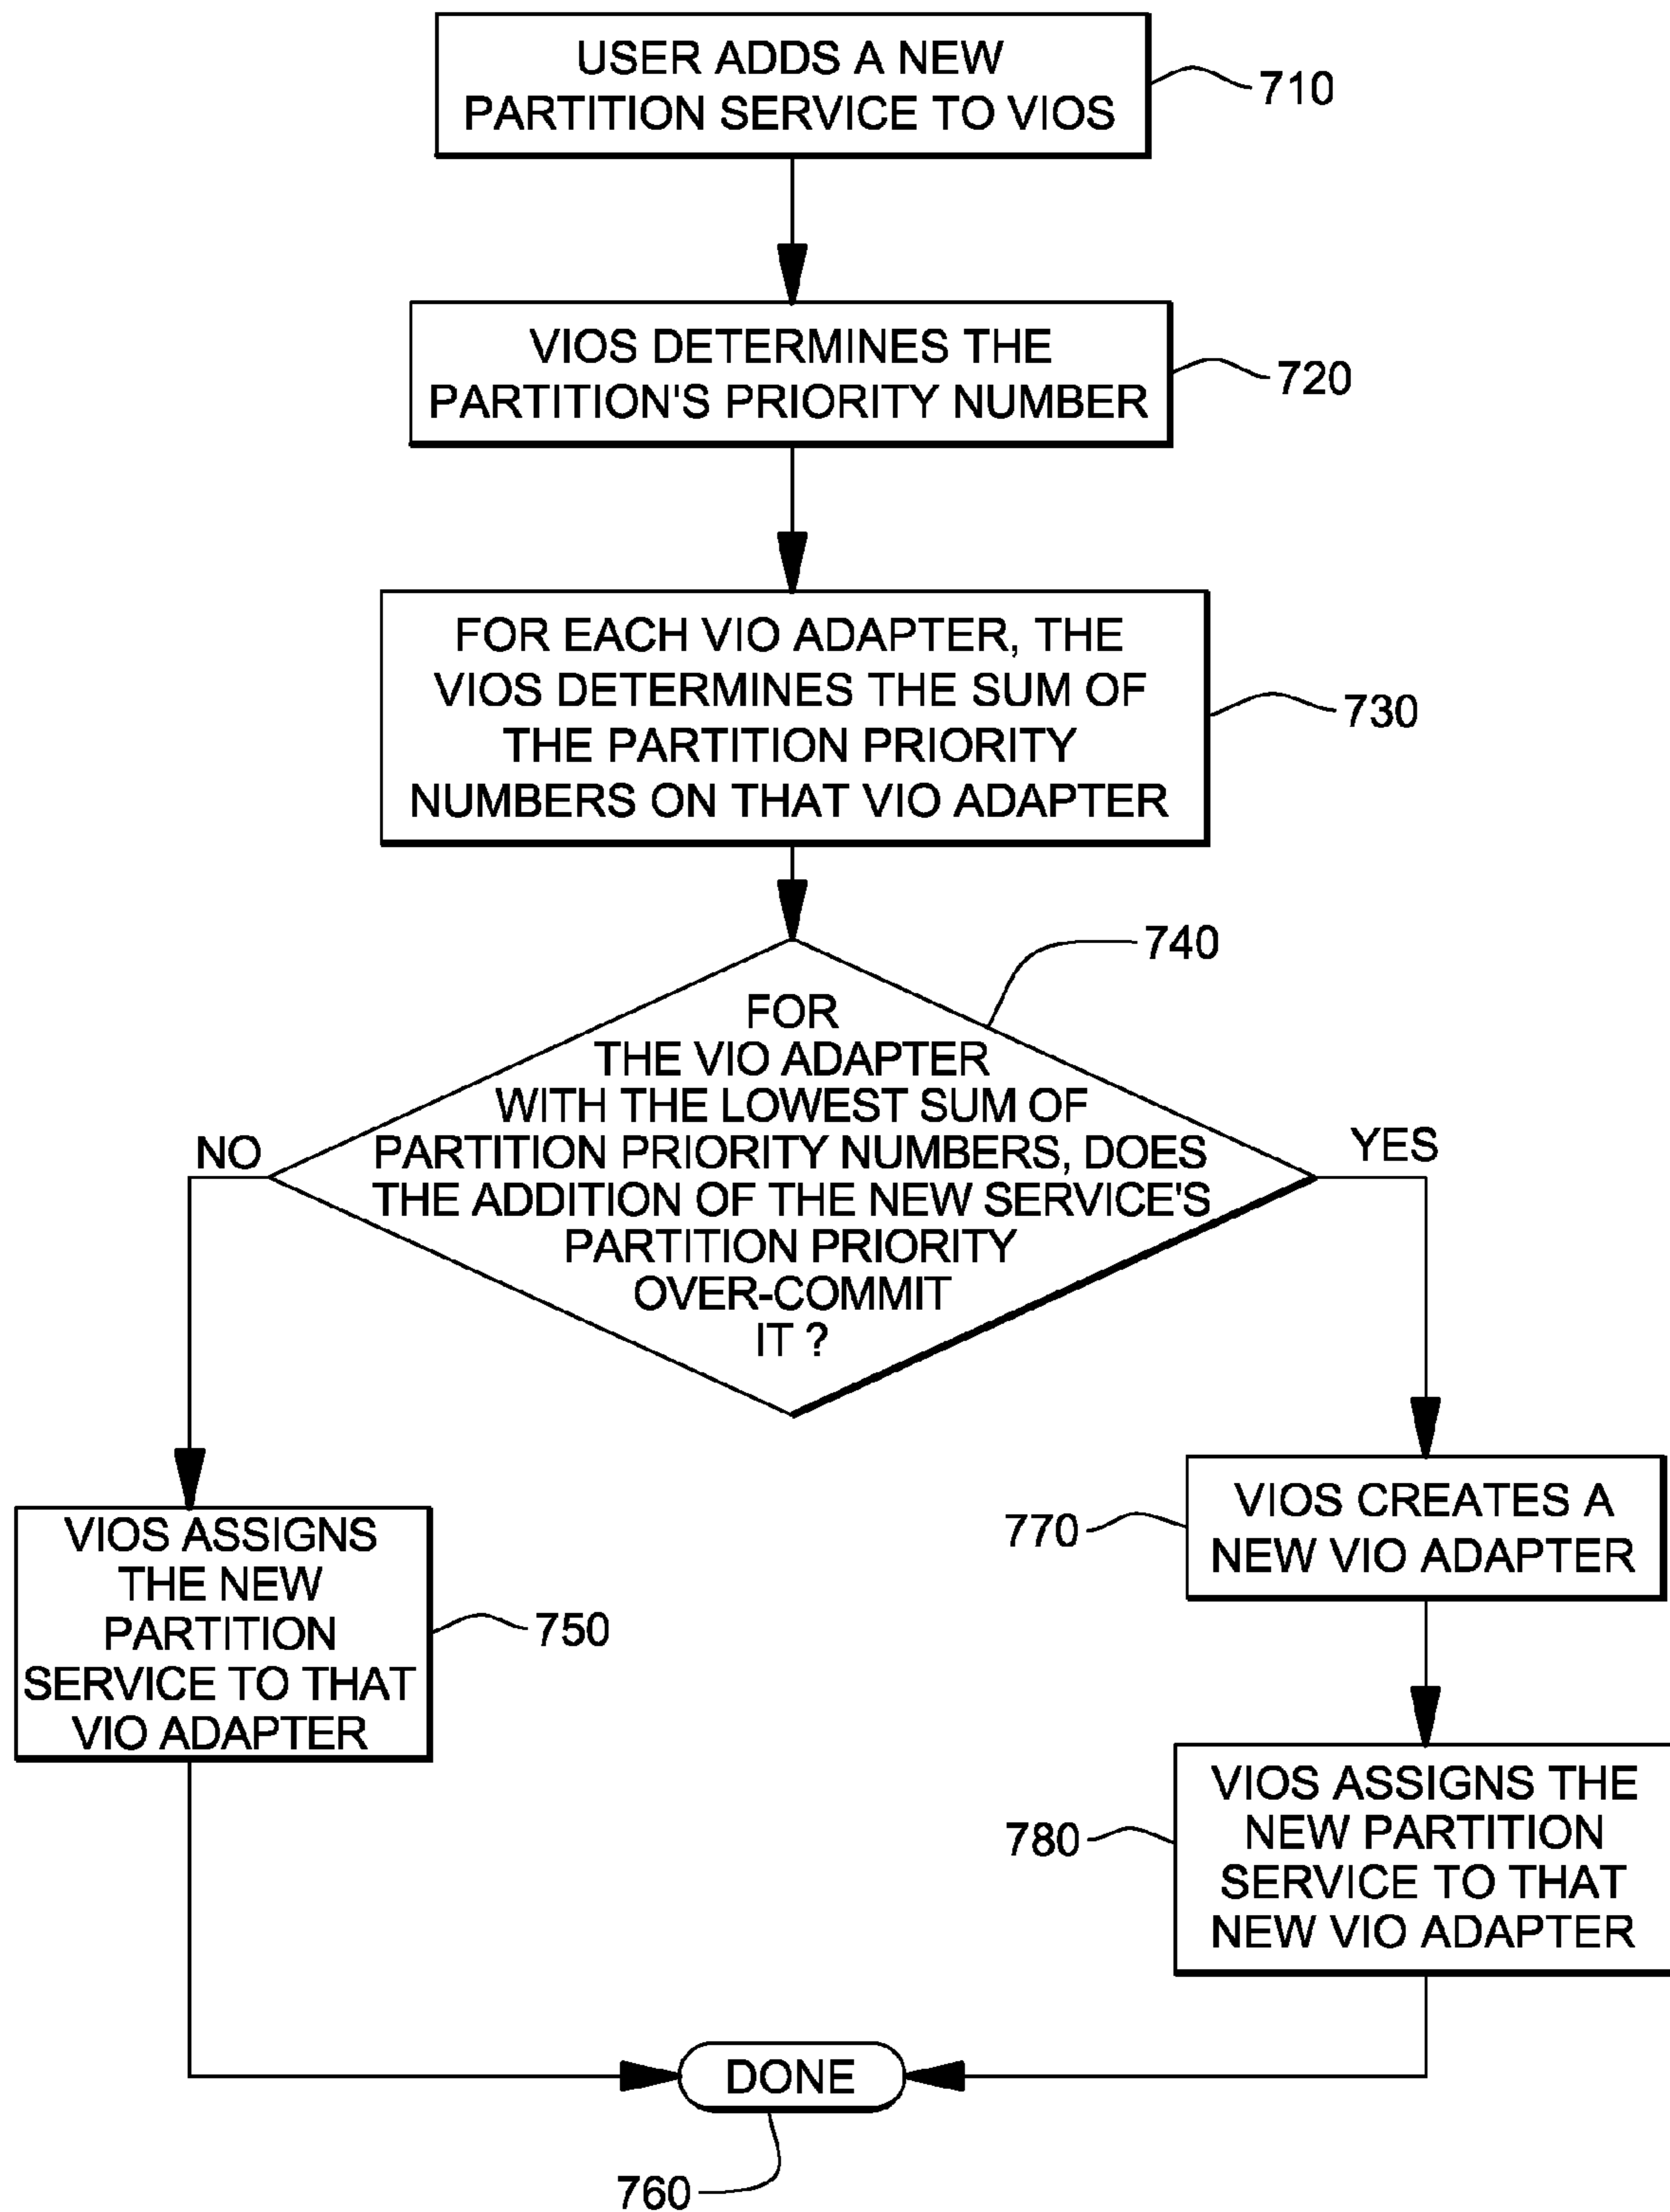 USER ADDS A NEW
PARTITION SERVICE TO VIOS
710
VIOS DETERMINES THE
PARTITION'S PRIORITY NUMBER
720
FOR EACH VIO ADAPTER, THE
VIOS DETERMINES THE SUM OF
THE PARTITION PRIORITY
NUMBERS ON THAT VIO ADAPTER
730
740
FOR
THE VIO ADAPTER
WITH THE LOWEST SUM OF
PARTITION PRIORITY NUMBERS, DOES
THE ADDITION OF THE NEW SERVICE'S
PARTITION PRIORITY
OVER-COMMIT
IT ?
NO
YES
VIOS ASSIGNS
THE NEW
PARTITION
SERVICE TO THAT
VIO ADAPTER
750
VIOS CREATES A
NEW VIO ADAPTER
770
VIOS ASSIGNS THE
NEW PARTITION
SERVICE TO THAT
NEW VIO ADAPTER
780
DONE
760